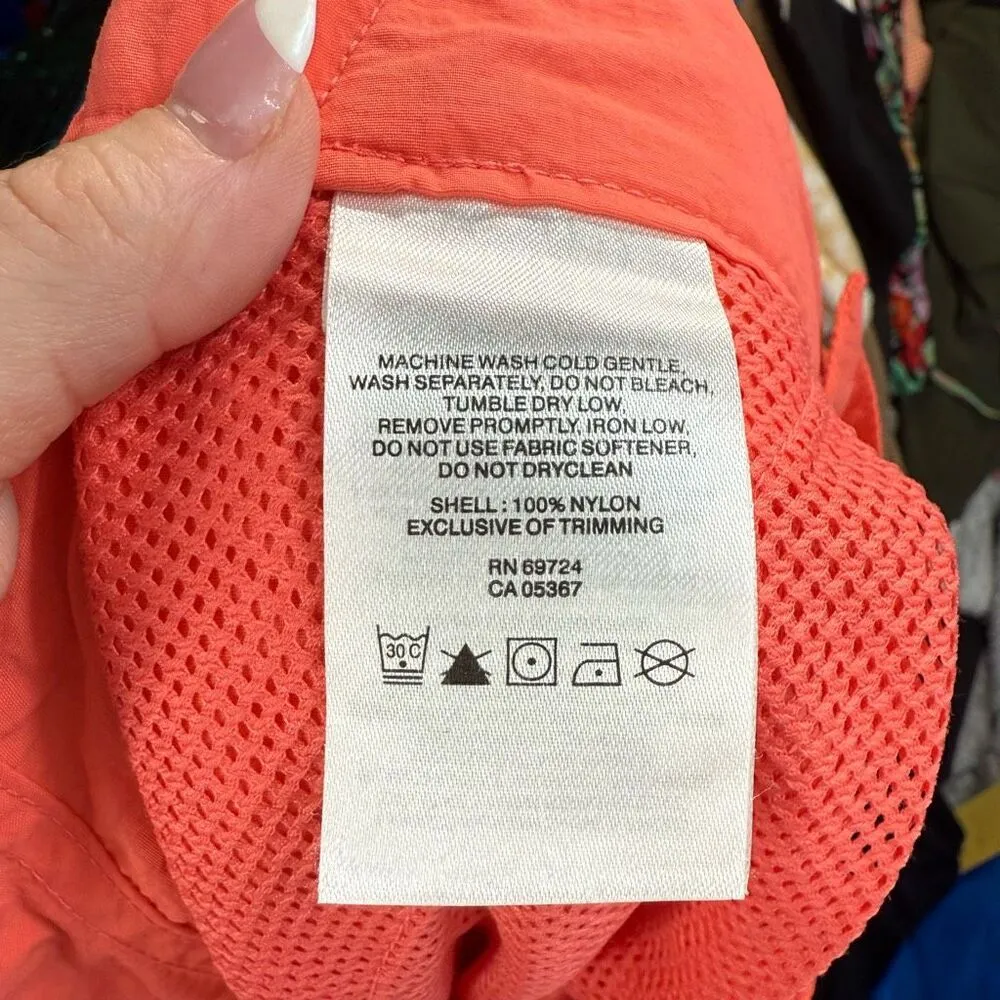 MACHINE WASH COLD GENTLE,
WASH SEPARATELY, DO NOT BLEACH,
TUMBLE DRY LOW,
REMOVE PROMPTLY, IRON LOW,
DO NOT USE FABRIC SOFTENER,
DO NOT DRYCLEAN
SHELL : 100% NYLON
EXCLUSIVE OF TRIMMING
RN 69724
CA 05367
30 C